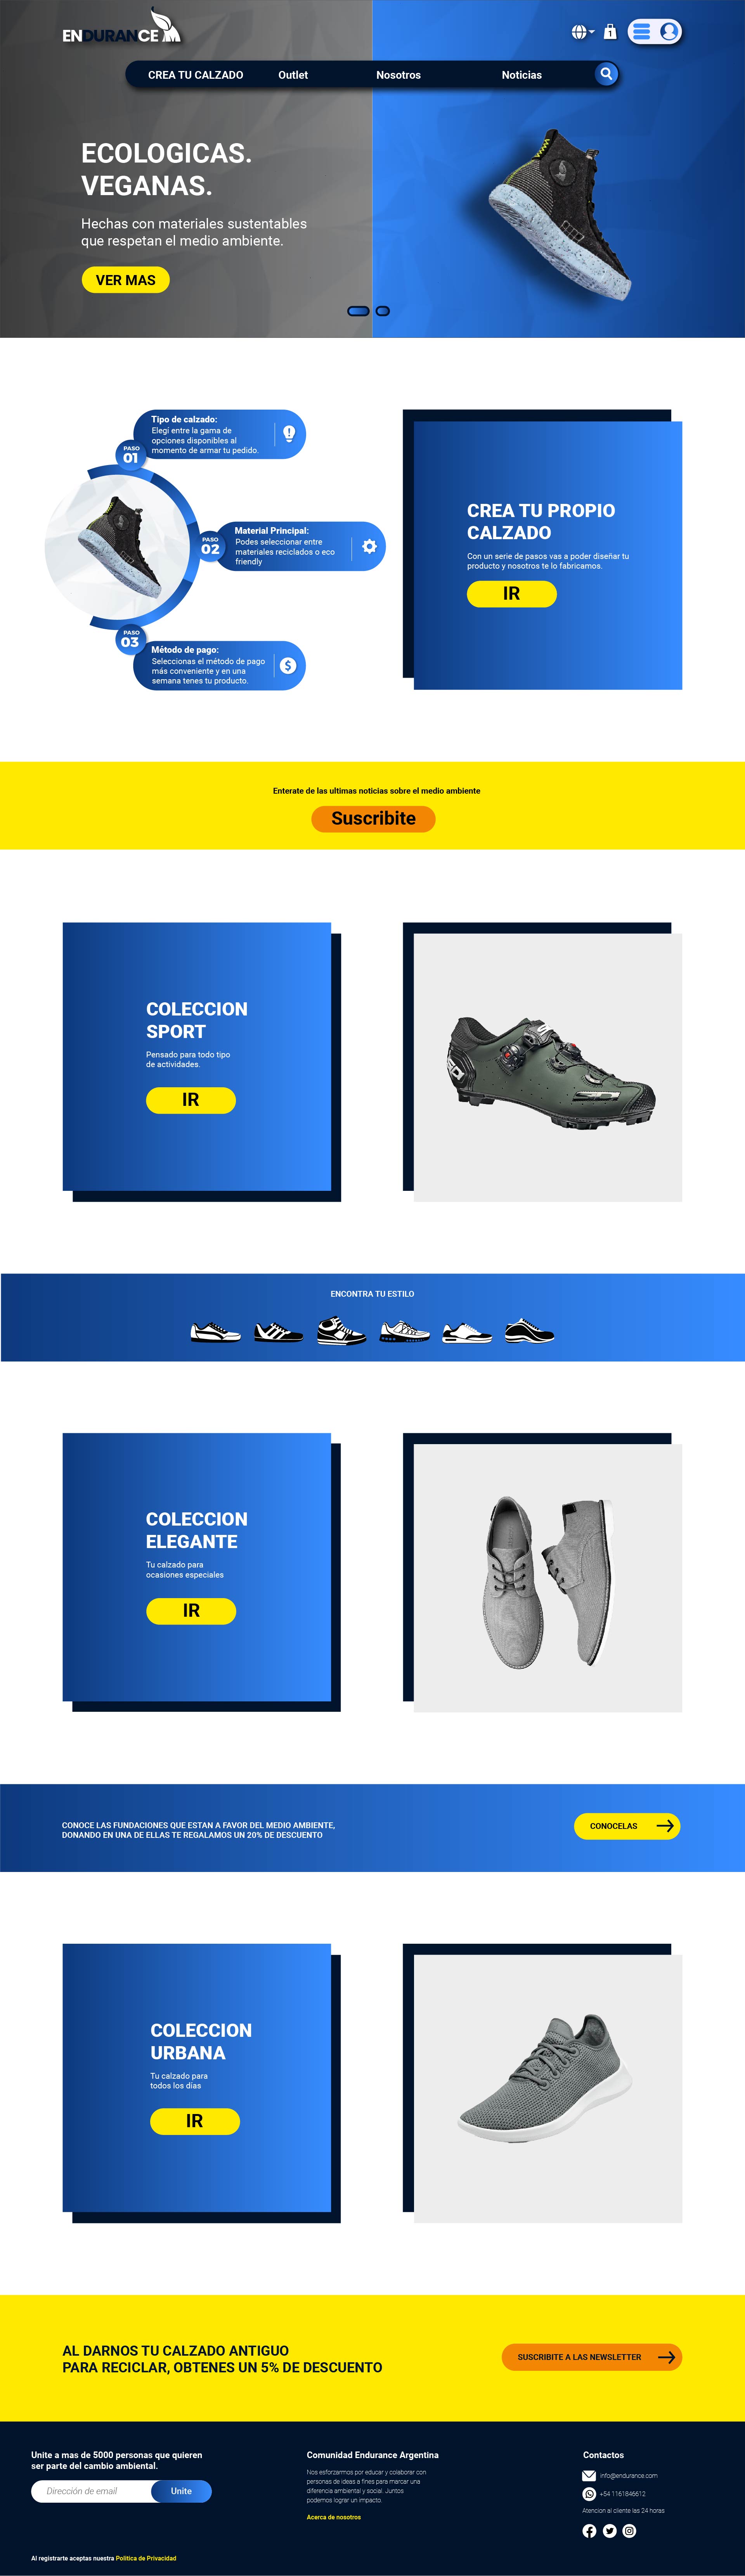 ENDURANCE
1
CREA TU CALZADO
Outlet
Nosotros
Noticias
ECOLOGICAS.
VEGANAS.
Hechas con materiales sustentables
que respetan el medio ambiente.
VER MAS
PASO
01
Tipo de calzado:
Elegí entre la gama de
opciones disponibles al
momento de armar tu pedido.
PASO
02
Material Principal:
Podes seleccionar entre
materiales reciclados o eco
friendly
PASO
03
Método de pago:
Seleccionas el método de pago
más conveniente y en una
semana tenes tu producto.
CREA TU PROPIO
CALZADO
Con un serie de pasos vas a poder diseñar tu
producto y nosotros te lo fabricamos.
IR
Enterate de las ultimas noticias sobre el medio ambiente
Suscribite
COLECCION
SPORT
Pensado para todo tipo
de actividades.
IR
ENCONTRA TU ESTILO
COLECCION
ELEGANTE
Tu calzado para
ocasiones especiales
IR
CONOCE LAS FUNDACIONES QUE ESTAN A FAVOR DEL MEDIO AMBIENTE,
DONANDO EN UNA DE ELLAS TE REGALAMOS UN 20% DE DESCUENTO
CONOCELAS
COLECCION
URBANA
Tu calzado para
todos los días
IR
AL DARNOS TU CALZADO ANTIGUO
PARA RECICLAR, OBTENES UN 5% DE DESCUENTO
SUSCRIBITE A LAS NEWSLETTER
Unite a mas de 5000 personas que quieren
ser parte del cambio ambiental.
Dirección de email
Unite
Al registrarte aceptas nuestra Política de Privacidad
Comunidad Endurance Argentina
Nos esforzarmos por educar y colaborar con
personas de ideas a fines para marcar una
diferencia ambiental y social. Juntos
podemos lograr un impacto.
Acerca de nosotros
Contactos
info@endurance.com
+54 1161846612
Atencion al cliente las 24 horas